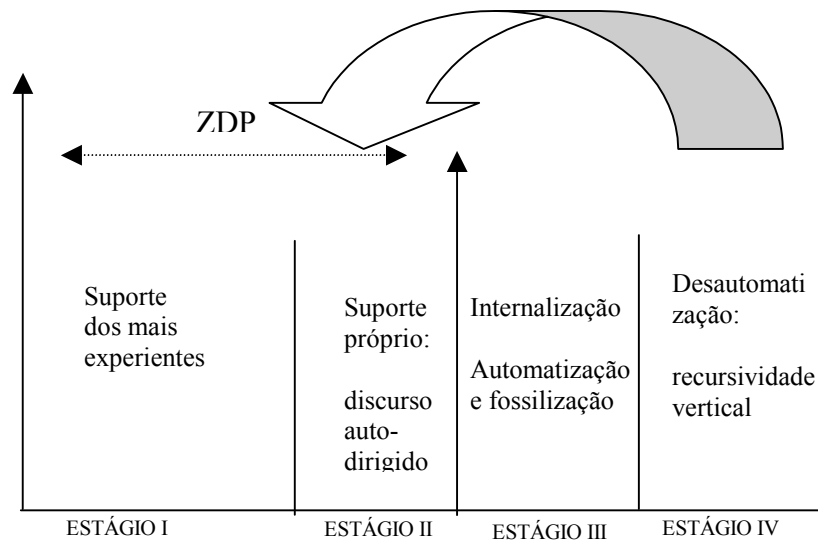 ZDP
Suporte
dos mais
experientes
Suporte
próprio:
discurso
auto-
dirigido
Internalização
Automatização
e fossilização
Desautomati
zação:
recursividade
vertical
ESTÁGIO I
ESTÁGIO II
ESTÁGIO III
ESTÁGIO IV